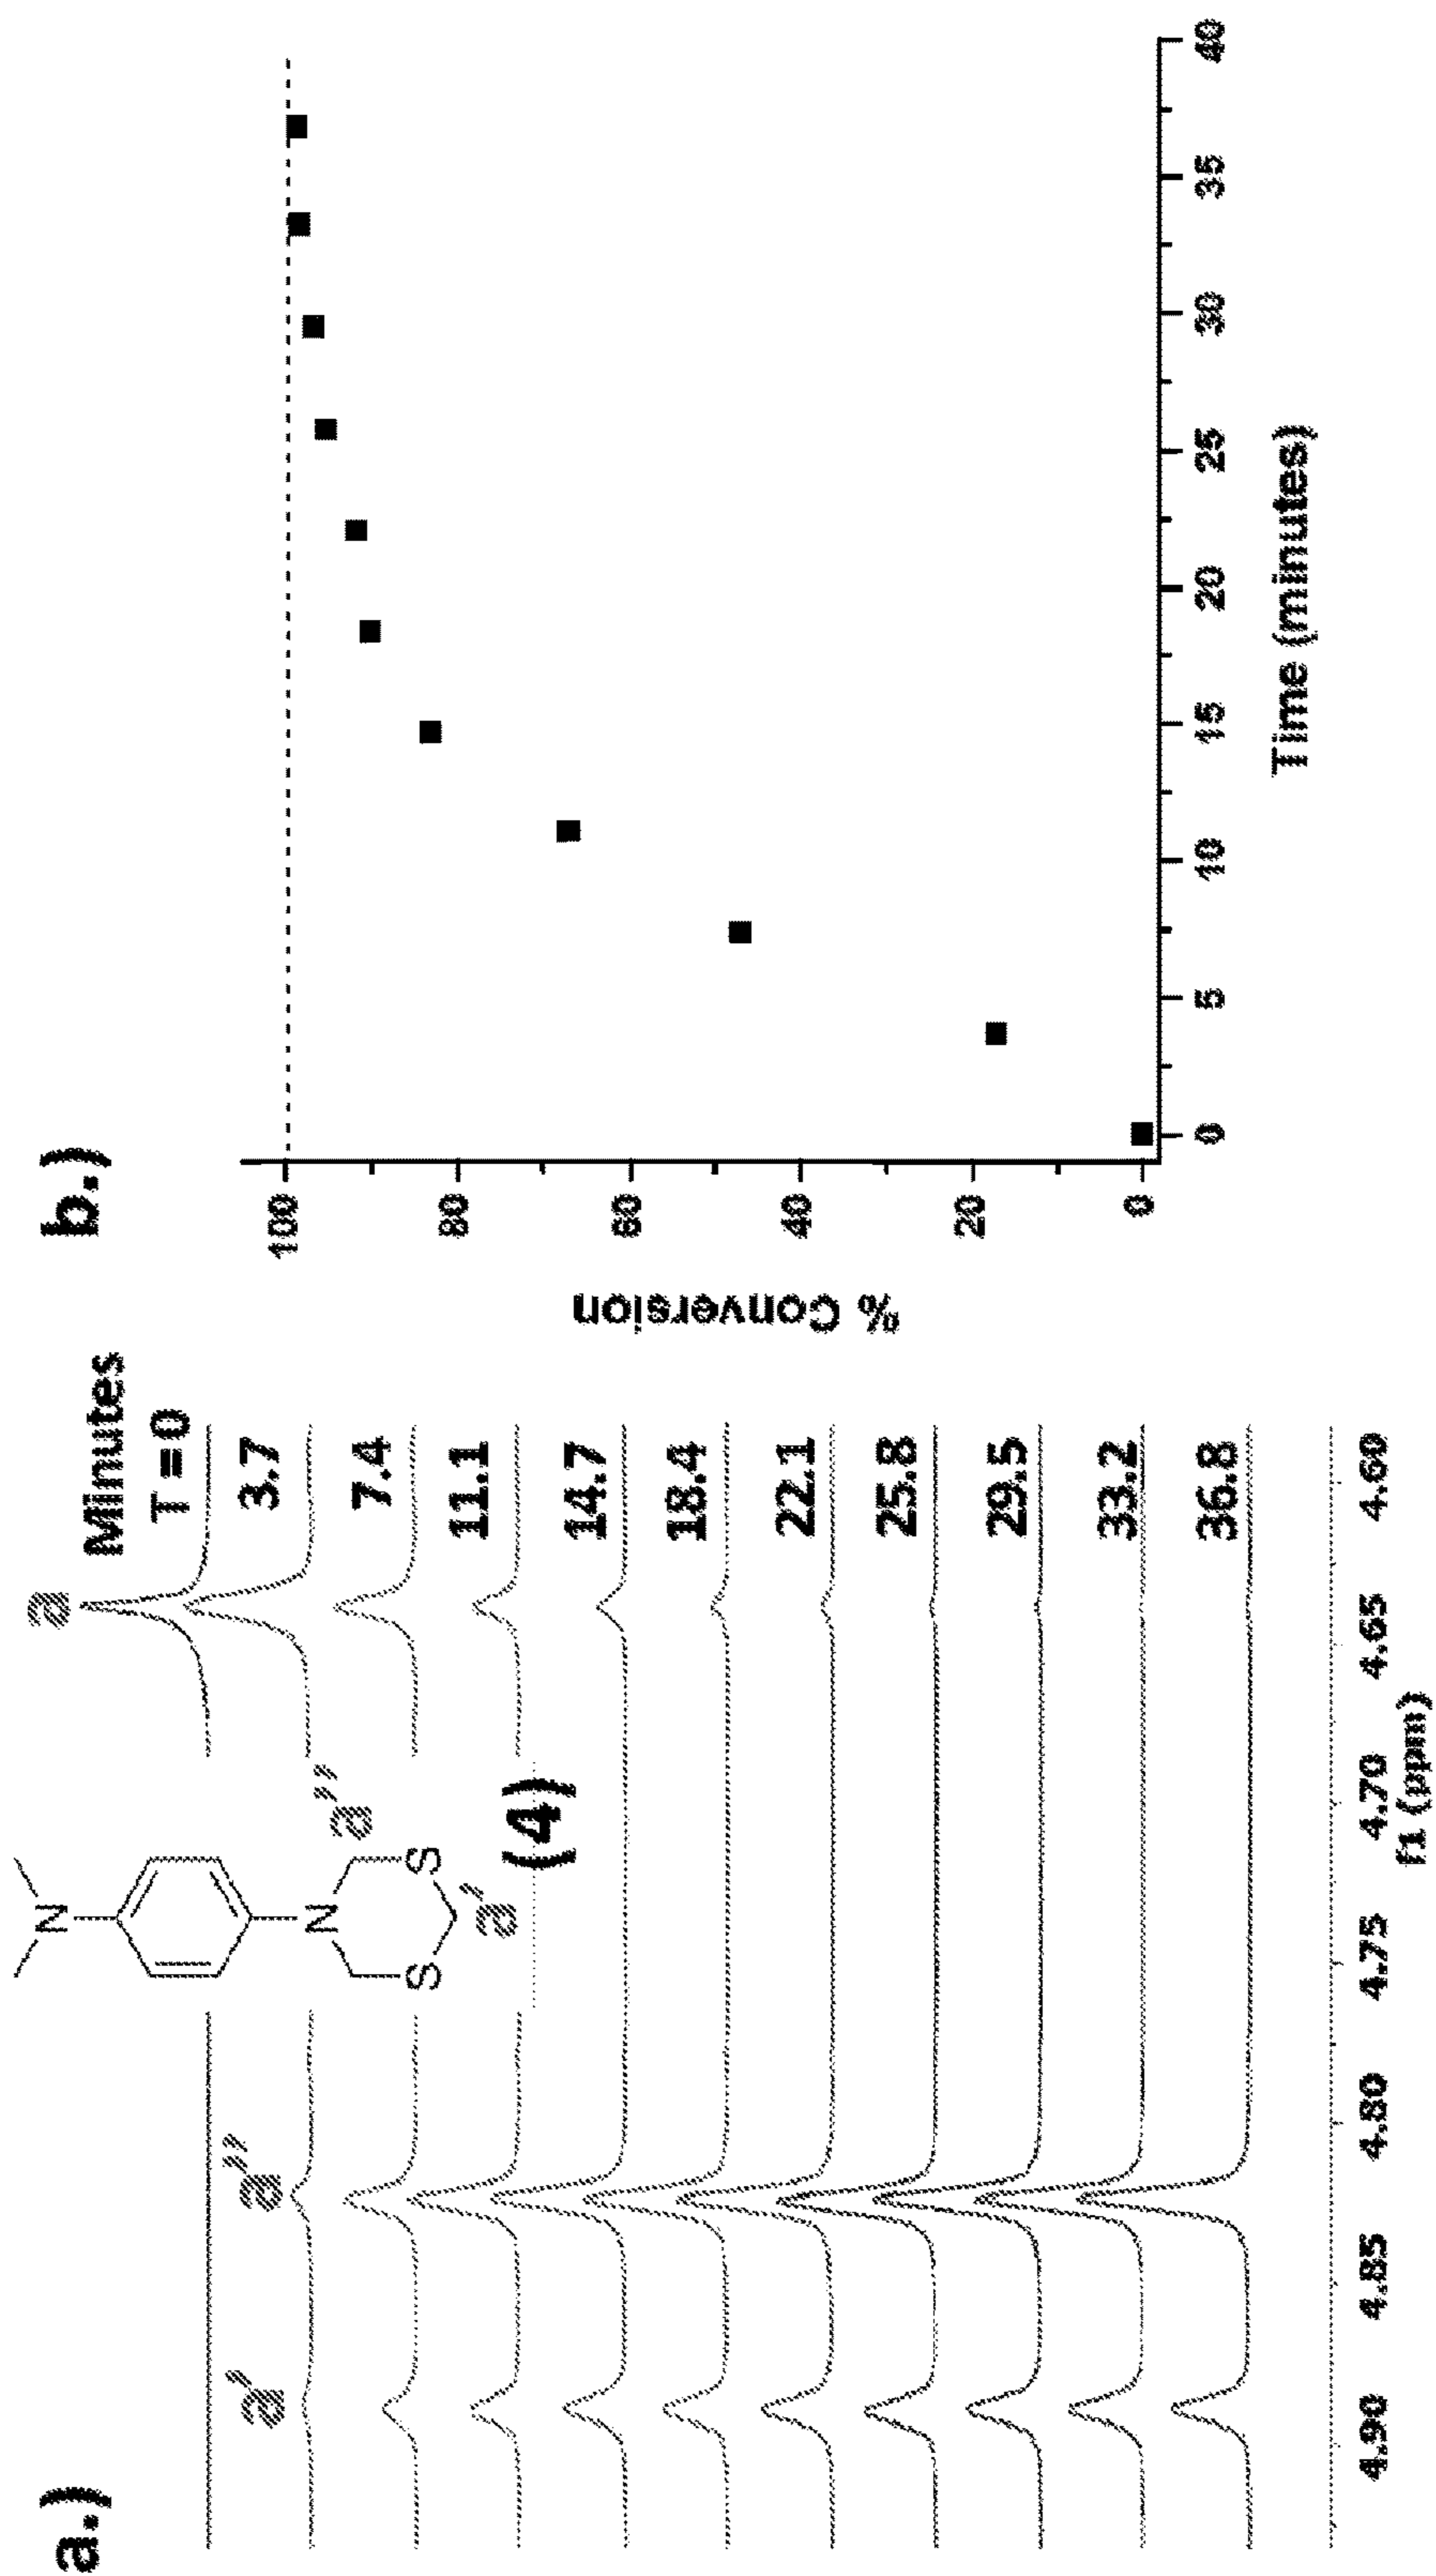 a.)
a
Minutes
T =0
3.7
7.4
11.1
14.7
18.4
22.1
25.8
29.5
33.2
36.8
a'
a''
N
N
S
S
a''
a'
(4)
4.90
4.85
4.80
4.75
4.70
4.65
4.60
f1 (ppm)
b.)
% Conversion
100
80
60
40
20
0
0
5
10
15
20
25
30
35
40
Time (minutes)